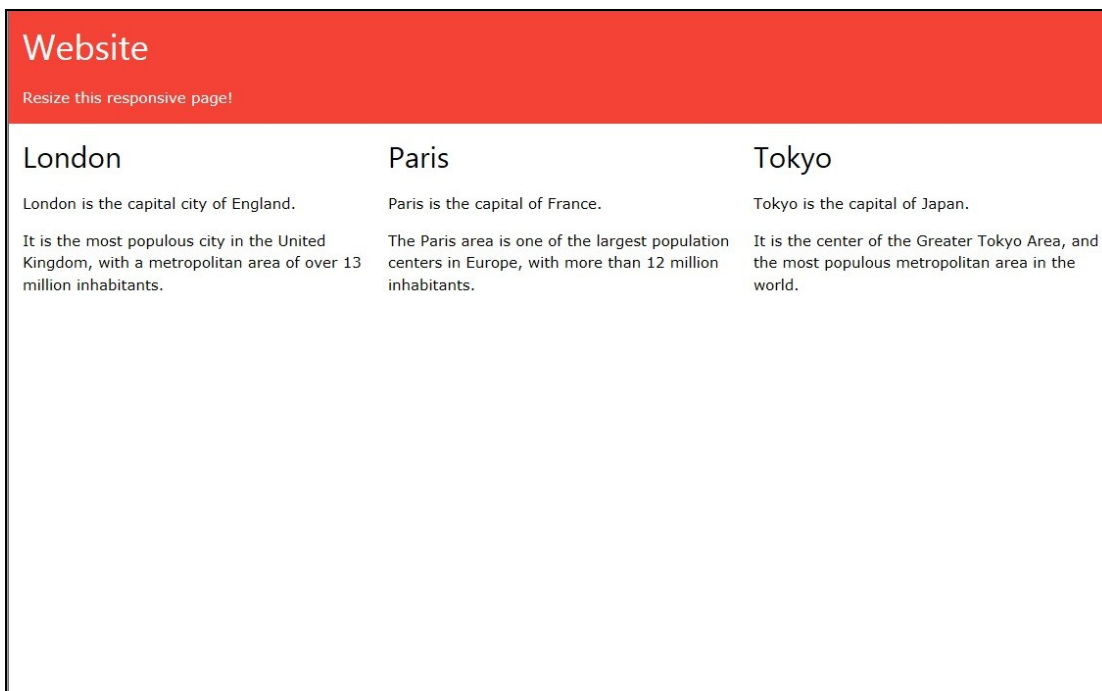 Website
Resize this responsive page!
London
London is the capital city of England.
It is the most populous city in the United
Kingdom, with a metropolitan area of over 13
million inhabitants.
Paris
Paris is the capital of France.
The Paris area is one of the largest population
centers in Europe, with more than 12 million
inhabitants.
Tokyo
Tokyo is the capital of Japan.
It is the center of the Greater Tokyo Area, and
the most populous metropolitan area in the
world.